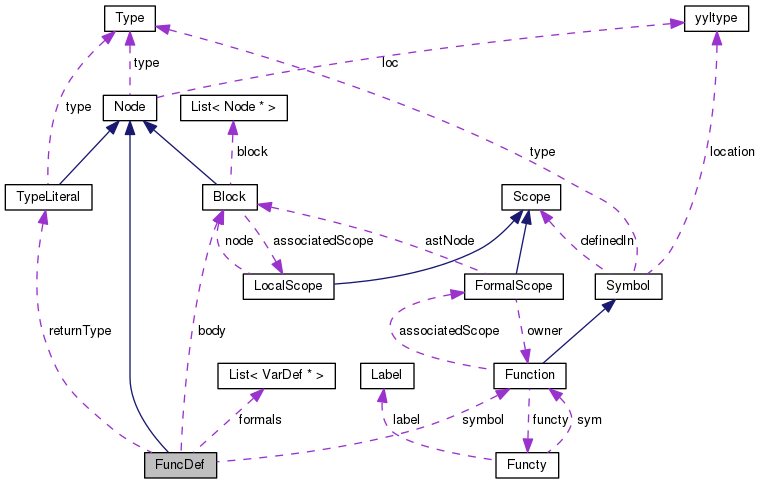 Type
yyltype
type
loc
type
Node
List< Node * >
block
type
location
TypeLiteral
Block
Scope
node
associatedScope
astNode
definedIn
LocalScope
FormalScope
Symbol
returnType
body
associatedScope
owner
List< VarDef * >
Label
Function
formals
symbol
label
functy
sym
FuncDef
Functy